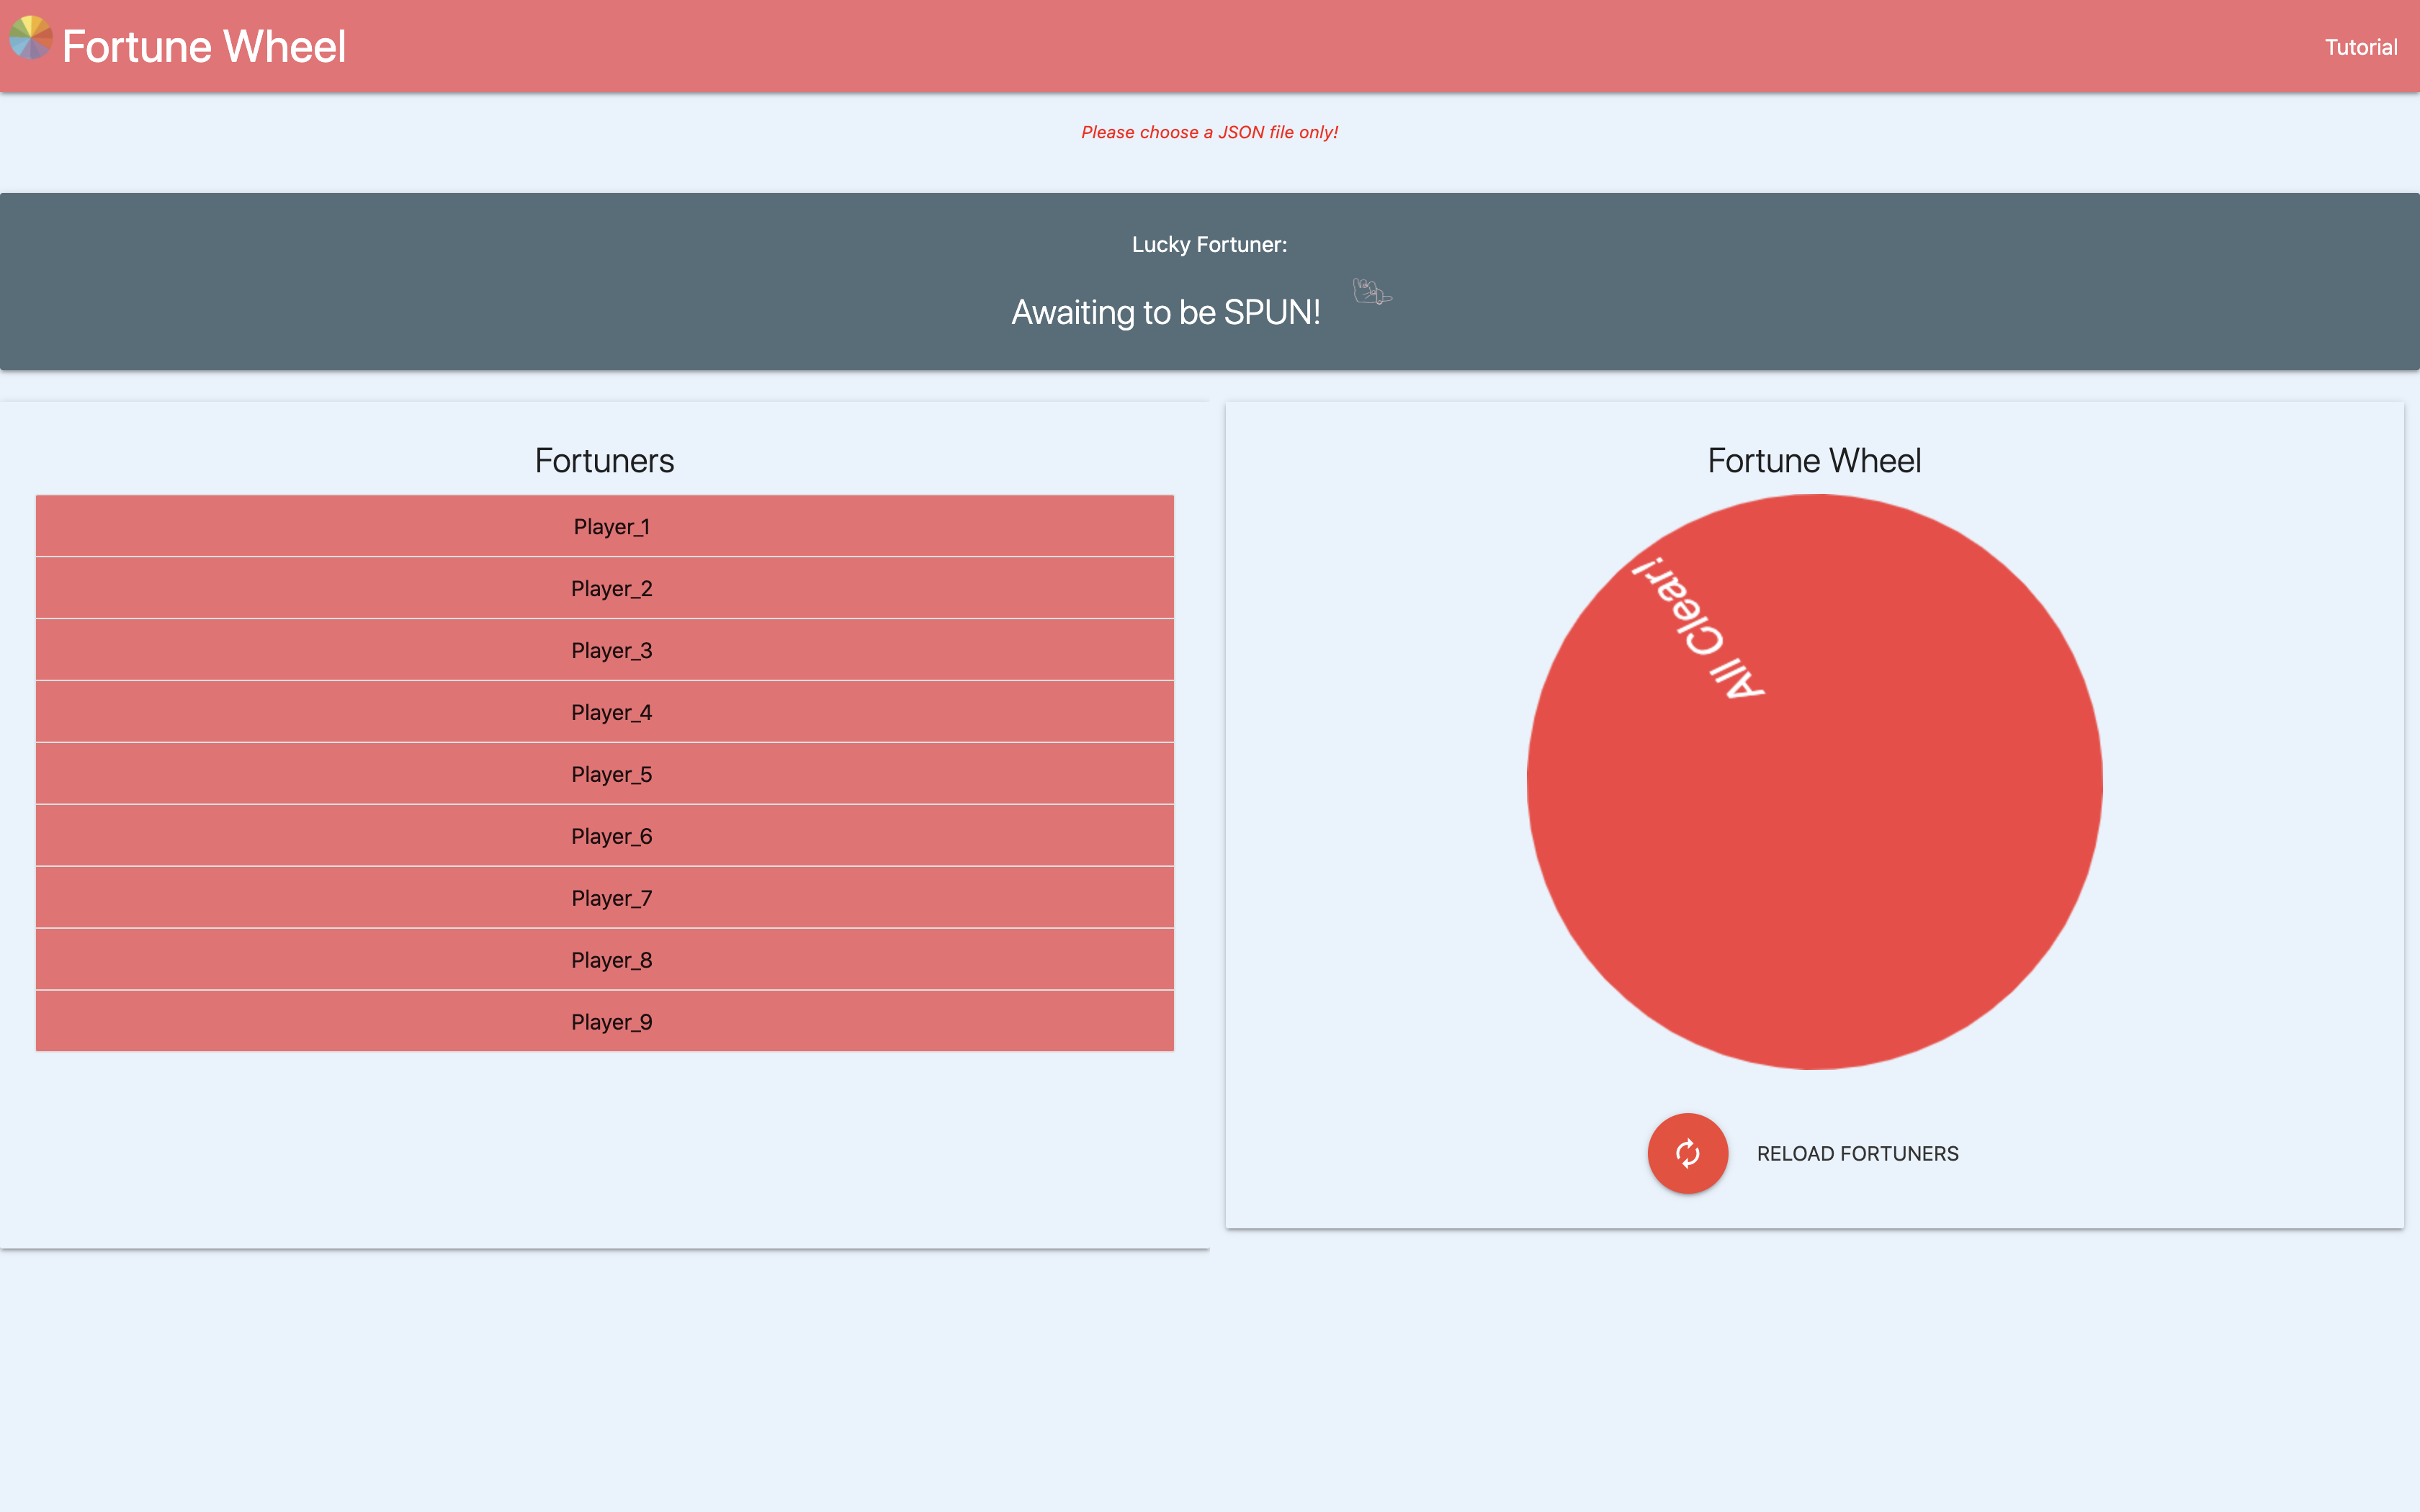 Fortune Wheel
Tutorial
Please choose a JSON file only!
Lucky Fortuner:
Awaiting to be SPUN!
Fortuners
Player_1
Player_2
Player_3
Player_4
Player_5
Player_6
Player_7
Player_8
Player_9
Fortune Wheel
All Clear!
RELOAD FORTUNERS